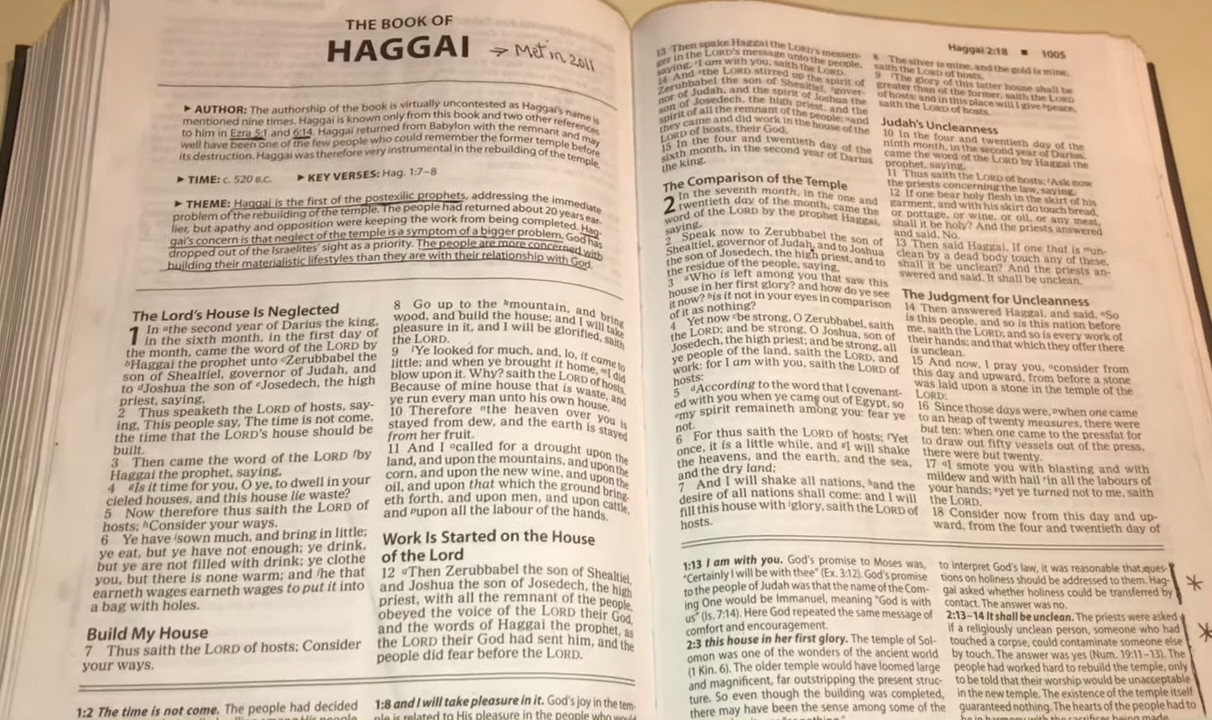 THE BOOK OF
HAGGAI → Met in 2011
► AUTHOR: The authorship of the book is virtually uncontested as Haggai's name is
mentioned nine times. Haggai is known only from this book and two other references
to him in Ezra 5:1 and 6:14. Haggai returned from Babylon with the remnant and may
well have been one of the few people who could remember the former temple before
its destruction. Haggai was therefore very instrumental in the rebuilding of the temple.
► TIME: c. 520 B.C. ► KEY VERSES: Hag. 1:7–8
► THEME: Haggai is the first of the postexilic prophets, addressing the immediate
problem of the rebuilding of the temple. The people had returned about 20 years ear-
lier, but apathy and opposition were keeping the work from being completed. Hag-
gai's concern is that neglect of the temple is a symptom of a bigger problem. God has
dropped out of the Israelites' sight as a priority. The people are more concerned with
building their materialistic lifestyles than they are with their relationship with God.
The Lord's House Is Neglected
1 In ᵃthe second year of Darius the king,
in the sixth month, in the first day of
the month, came the word of the LORD by
ᵇHaggai the prophet unto ᶜZerubbabel the
son of Shealtiel, governor of Judah, and
to ᵈJoshua the son of ᵉJosedech, the high
priest, saying,
2 Thus speaketh the LORD of hosts, say-
ing, This people say, The time is not come,
the time that the LORD's house should be
built.
3 Then came the word of the LORD ᶠby
Haggai the prophet, saying,
4 ᵍIs it time for you, O ye, to dwell in your
cieled houses, and this house lie waste?
5 Now therefore thus saith the LORD of
hosts; ʰConsider your ways.
6 Ye have ⁱsown much, and bring in little;
ye eat, but ye have not enough; ye drink,
but ye are not filled with drink; ye clothe
you, but there is none warm; and ʲhe that
earneth wages earneth wages to put it into
a bag with holes.
Build My House
7 Thus saith the LORD of hosts; Consider
your ways.
8 Go up to the ᵏmountain, and bring
wood, and build the house; and I will take
pleasure in it, and I will be glorified, saith
the LORD.
9 ˡYe looked for much, and, lo, it came to
little; and when ye brought it home, ᵐI did
blow upon it. Why? saith the LORD of hosts.
Because of mine house that is waste, and
ye run every man unto his own house.
10 Therefore ⁿthe heaven over you is
stayed from dew, and the earth is stayed
from her fruit.
11 And I ᵒcalled for a drought upon the
land, and upon the mountains, and upon the
corn, and upon the new wine, and upon the
oil, and upon that which the ground bring-
eth forth, and upon men, and upon cattle,
and ᵖupon all the labour of the hands.
Work Is Started on the House
of the Lord
12 ᵠThen Zerubbabel the son of Shealtiel,
and Joshua the son of Josedech, the high
priest, with all the remnant of the people,
obeyed the voice of the LORD their God,
and the words of Haggai the prophet, as
the LORD their God had sent him, and the
people did fear before the LORD.
1:2 The time is not come. The people had decided
1:8 and I will take pleasure in it. God's joy in the tem-
ple is related to His pleasure in the people who would
Haggai 2:18 ■ 1005
13 Then spake Haggai the LORD's messen-
ger in the LORD's message unto the people,
saying, ʳI am with you, saith the LORD.
14 And ˢthe LORD stirred up the spirit of
Zerubbabel the son of Shealtiel, ᵗgover-
nor of Judah, and the spirit of Joshua the
son of Josedech, the high priest, and the
spirit of all the remnant of the people; ᵘand
they came and did work in the house of the
LORD of hosts, their God,
15 In the four and twentieth day of the
sixth month, in the second year of Darius
the king.
The Comparison of the Temple
2 In the seventh month, in the one and
twentieth day of the month, came the
word of the LORD by the prophet Haggai,
saying,
2 Speak now to Zerubbabel the son of
Shealtiel, governor of Judah, and to Joshua
the son of Josedech, the high priest, and to
the residue of the people, saying,
3 ᵃWho is left among you that saw this
house in her first glory? and how do ye see
it now? ᵇis it not in your eyes in comparison
of it as nothing?
4 Yet now ᶜbe strong, O Zerubbabel, saith
the LORD; and be strong, O Joshua, son of
Josedech, the high priest; and be strong, all
ye people of the land, saith the LORD, and
work: for I am with you, saith the LORD of
hosts:
5 ᵈAccording to the word that I covenant-
ed with you when ye came out of Egypt, so
ᵉmy spirit remaineth among you: fear ye
not.
6 For thus saith the LORD of hosts; ᶠYet
once, it is a little while, and ᵍI will shake
the heavens, and the earth, and the sea,
and the dry land;
7 And I will shake all nations, ʰand the
desire of all nations shall come: and I will
fill this house with ⁱglory, saith the LORD of
hosts.
8 The silver is mine, and the gold is mine,
saith the LORD of hosts.
9 ʲThe glory of this latter house shall be
greater than of the former, saith the LORD
of hosts: and in this place will I give ᵏpeace,
saith the LORD of hosts.
Judah's Uncleanness
10 In the four and twentieth day of the
ninth month, in the second year of Darius,
came the word of the LORD by Haggai the
prophet, saying,
11 Thus saith the LORD of hosts; ˡAsk now
the priests concerning the law, saying,
12 If one bear holy flesh in the skirt of his
garment, and with his skirt do touch bread,
or pottage, or wine, or oil, or any meat,
shall it be holy? And the priests answered
and said, No.
13 Then said Haggai, If one that is ᵐun-
clean by a dead body touch any of these,
shall it be unclean? And the priests an-
swered and said, It shall be unclean.
The Judgment for Uncleanness
14 Then answered Haggai, and said, ⁿSo
is this people, and so is this nation before
me, saith the LORD; and so is every work of
their hands; and that which they offer there
is unclean.
15 And now, I pray you, ᵒconsider from
this day and upward, from before a stone
was laid upon a stone in the temple of the
LORD:
16 Since those days were, ᵖwhen one came
to an heap of twenty measures, there were
but ten: when one came to the pressfat for
to draw out fifty vessels out of the press,
there were but twenty.
17 ᵠI smote you with blasting and with
mildew and with hail ʳin all the labours of
your hands; ˢyet ye turned not to me, saith
the LORD.
18 Consider now from this day and up-
ward, from the four and twentieth day of
1:13 I am with you. God's promise to Moses was,
"Certainly I will be with thee" (Ex. 3:12). God's promise
to the people of Judah was that the name of the Com-
ing One would be Immanuel, meaning "God is with
us" (Is. 7:14). Here God repeated the same message of
comfort and encouragement.
2:3 this house in her first glory. The temple of Sol-
omon was one of the wonders of the ancient world
(1 Kin. 6). The older temple would have loomed large
and magnificent, far outstripping the present struc-
ture. So even though the building was completed,
there may have been the sense among some of the
to interpret God's law, it was reasonable that ques-
tions on holiness should be addressed to them. Hag-
gai asked whether holiness could be transferred by
contact. The answer was no.
2:13–14 It shall be unclean. The priests were asked
if a religiously unclean person, someone who had
touched a corpse, could contaminate someone else
by touch. The answer was yes (Num. 19:11–13). The
people had worked hard to rebuild the temple, only
to be told that their worship would be unacceptable
in the new temple. The existence of the temple itself
guaranteed nothing. The hearts of the people had to